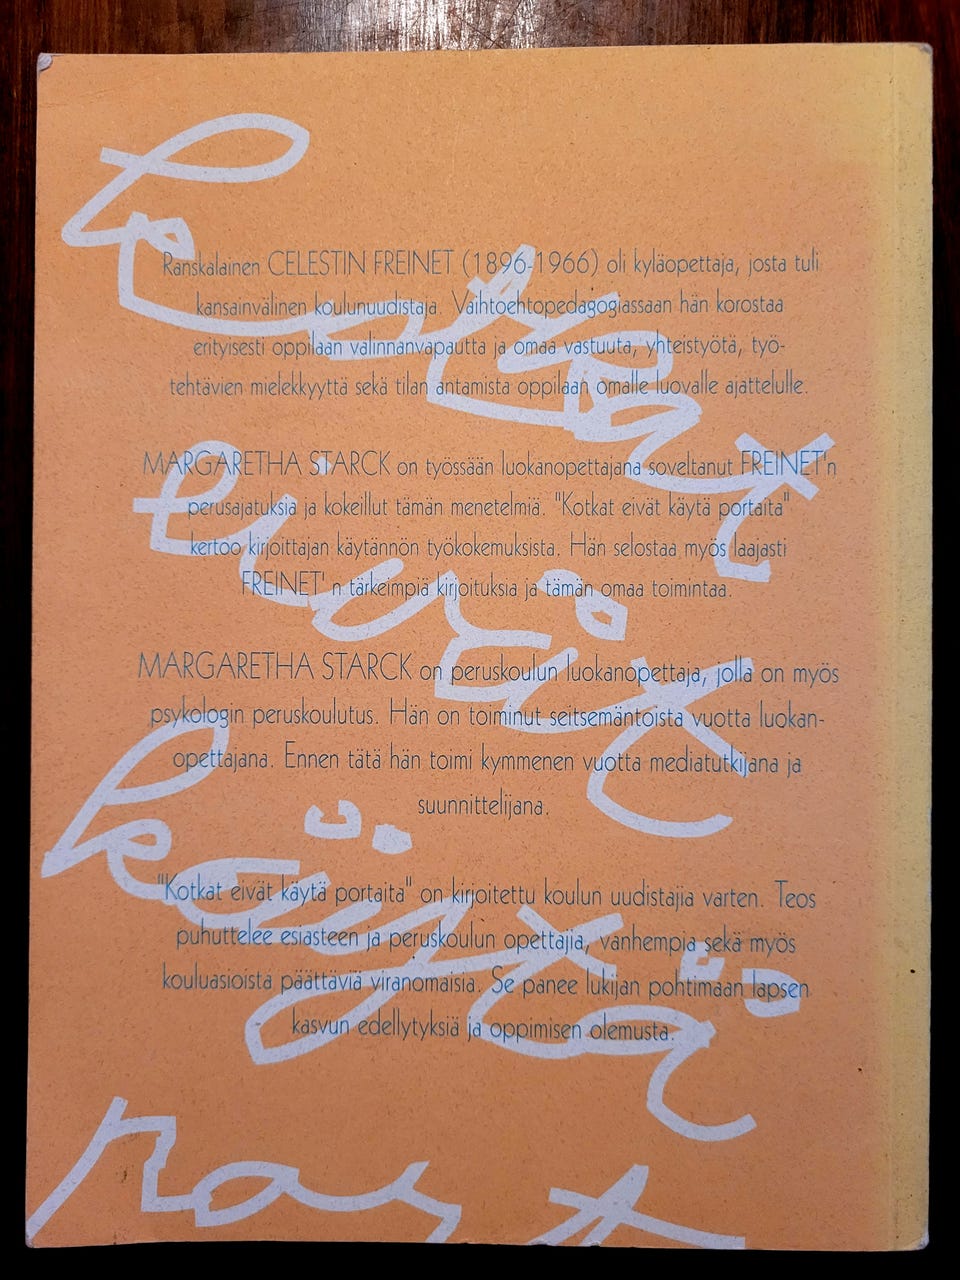 Ranskalainen CELESTIN FREINET (1896-1966) oli kyläopettaja, josta tuli
kansainvälinen koulunuudistaja. Vaihtoehtopedagogiassaan hän korostaa
erityisesti oppilaan valinnanvapautta ja omaa vastuuta, yhteistyötä, työ-
tehtävien mielekkyyttä sekä tilan antamista oppilaan omalle luovalle ajattelulle.
MARGARETHA STARCK on työssään luokanopettajana soveltanut FREINET'n
perusajatuksia ja kokeillut tämän menetelmiä. "Kotkat eivät käytä portaita"
kertoo kirjoittajan käytännön työkokemuksista. Hän selostaa myös laajasti
FREINET' n tärkeimpiä kirjoituksia ja tämän omaa toimintaa.
MARGARETHA STARCK on peruskoulun luokanopettaja, jolla on myös
psykologin peruskoulutus. Hän on toiminut seitsemäntoista vuotta luokan-
opettajana. Ennen tätä hän toimi kymmenen vuotta mediatutkijana ja
suunnittelijana.
"Kotkat eivät käytä portaita" on kirjoitettu koulun uudistajia varten. Teos
puhuttelee esiasteen ja peruskoulun opettajia, vanhempia sekä myös
kouluasioista päättäviä viranomaisia. Se panee lukijan pohtimaan lapsen
kasvun edellytyksiä ja oppimisen olemusta.
Kotkat
eivät
käytä
port